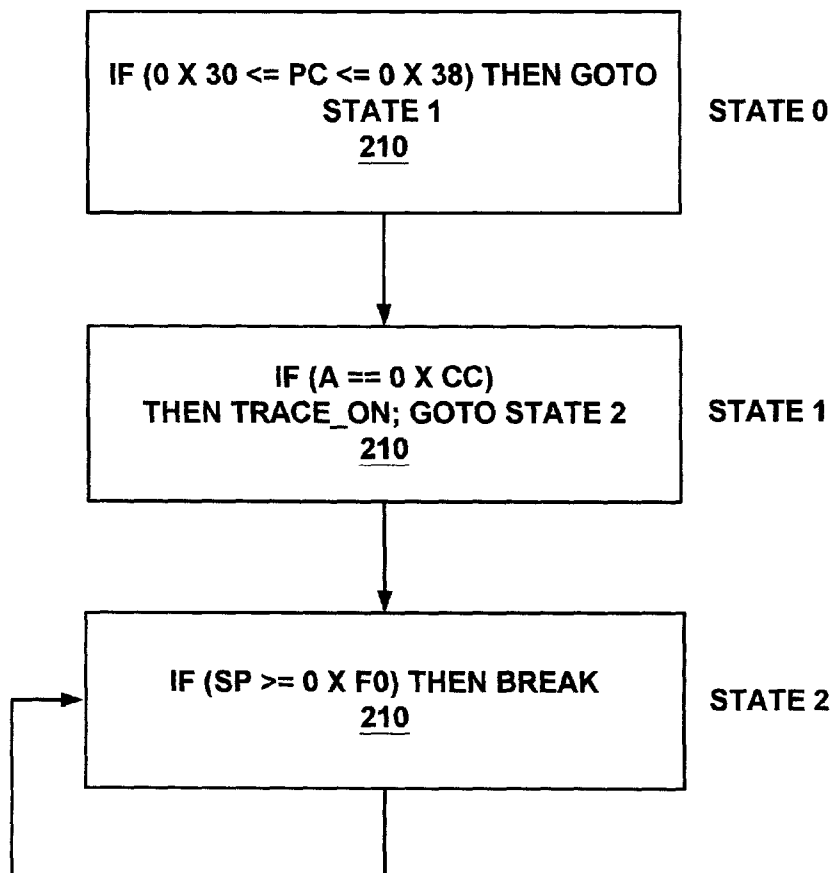 IF (0 X 30 <= PC <= 0 X 38) THEN GOTO
STATE 1
210
STATE 0
IF (A == 0 X CC)
THEN TRACE_ON; GOTO STATE 2
210
STATE 1
IF (SP >= 0 X F0) THEN BREAK
210
STATE 2